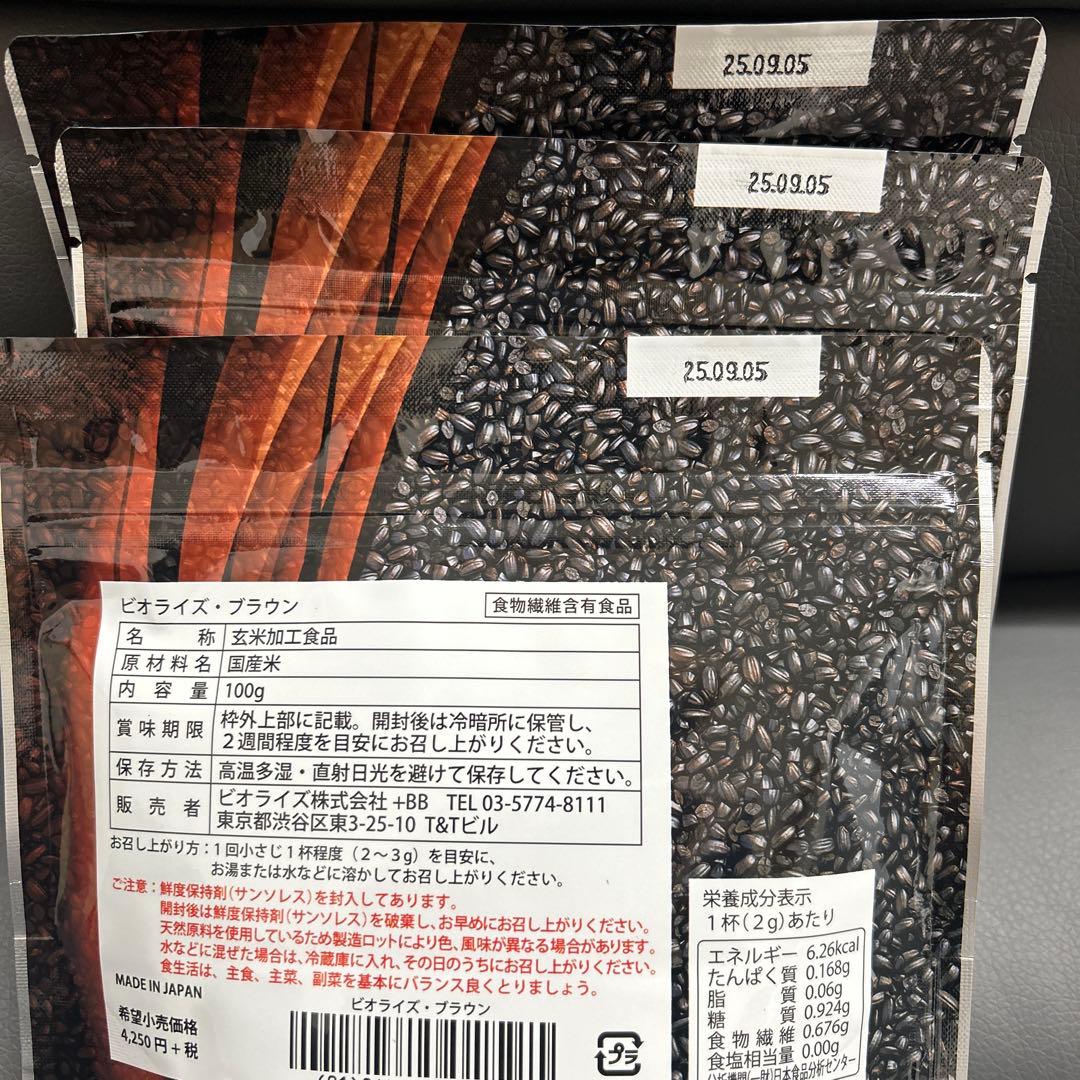 25.09.05
25.09.05
25.09.05
ビオライズ・ブラウン 食物繊維含有食品
名称 玄米加工食品
原材料名 国産米
内容量 100g
賞味期限 枠外上部に記載。開封後は冷暗所に保管し、
２週間程度を目安にお召し上がりください。
保存方法 高温多湿・直射日光を避けて保存してください。
販売者 ビオライズ株式会社 +BB TEL 03-5774-8111
東京都渋谷区東3-25-10 T&Tビル
お召し上がり方：１回小さじ１杯程度（２〜３g）を目安に、
お湯または水などに溶かしてお召し上がりください。
ご注意：鮮度保持剤（サンソレス）を封入してあります。
開封後は鮮度保持剤（サンソレス）を破棄し、お早めにお召し上がりください。
天然原料を使用しているため製造ロットにより色、風味が異なる場合があります。
水などに混ぜた場合は、冷蔵庫に入れ、その日のうちにお召し上がりください。
食生活は、主食、主菜、副菜を基本にバランス良くとりましょう。
MADE IN JAPAN
ビオライズ・ブラウン
希望小売価格
4,250円＋税
プラ
栄養成分表示
１杯（２g）あたり
エネルギー 6.26kcal
たんぱく質 0.168g
脂質 0.06g
糖質 0.924g
食物繊維 0.676g
食塩相当量 0.00g
分析機関（一財）日本食品分析センター